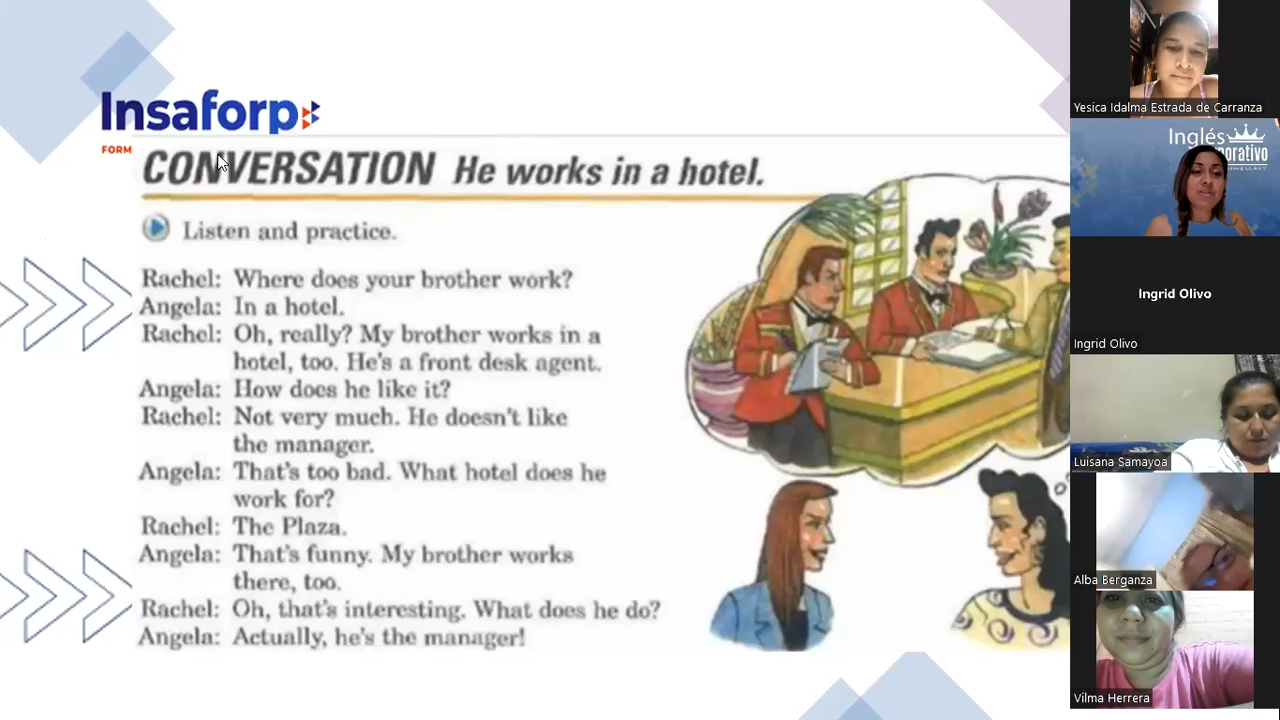 Insaforp
FORM
CONVERSATION He works in a hotel.
Listen and practice.
Rachel: Where does your brother work?
Angela: In a hotel.
Rachel: Oh, really? My brother works in a
hotel, too. He's a front desk agent.
Angela: How does he like it?
Rachel: Not very much. He doesn't like
the manager.
Angela: That's too bad. What hotel does he
work for?
Rachel: The Plaza.
Angela: That's funny. My brother works
there, too.
Rachel: Oh, that's interesting. What does he do?
Angela: Actually, he's the manager!
Yesica Idalma Estrada de Carranza
Inglés
Ingrid Olivo
Ingrid Olivo
Luisana Samayoa
Alba Berganza
Vilma Herrera